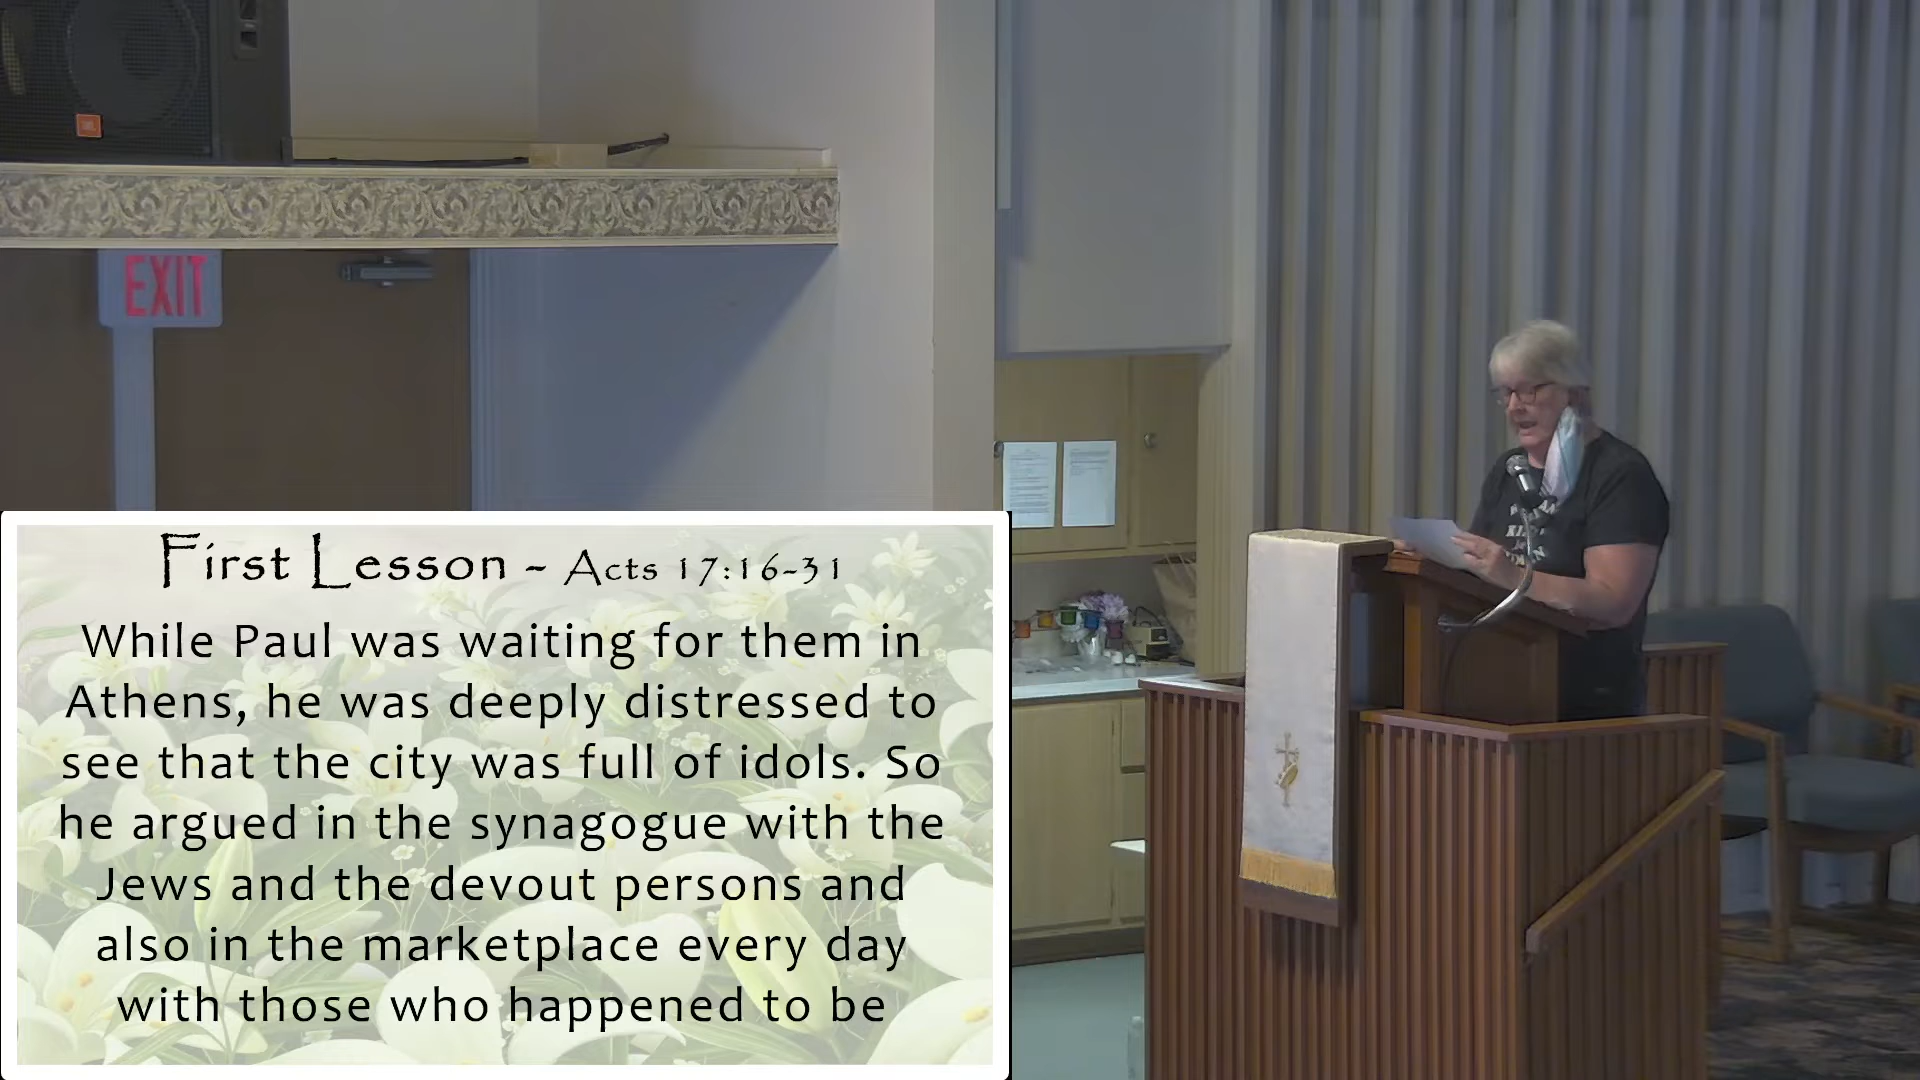 JBL
EXIT
First Lesson - Acts 17:16-31
While Paul was waiting for them in
Athens, he was deeply distressed to
see that the city was full of idols. So
he argued in the synagogue with the
Jews and the devout persons and
also in the marketplace every day
with those who happened to be